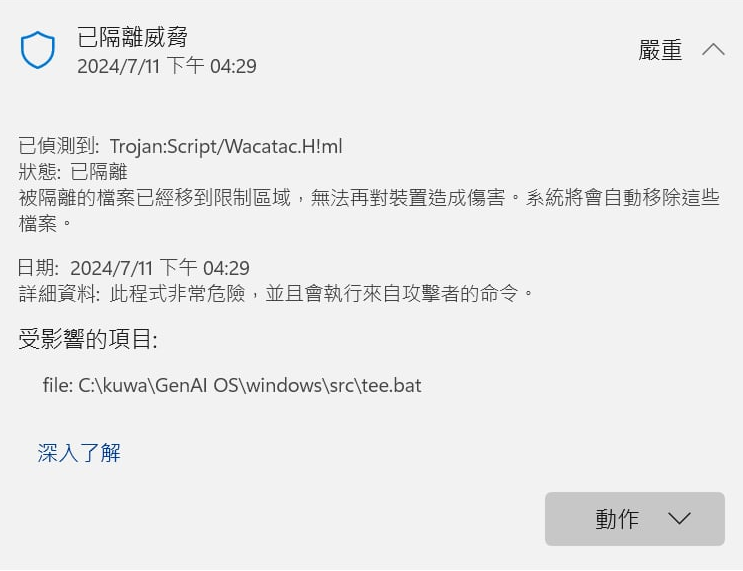 已隔離威脅
2024/7/11 下午 04:29
嚴重
已偵測到: Trojan:Script/Wacatac.H!ml
狀態: 已隔離
被隔離的檔案已經移到限制區域，無法再對裝置造成傷害。系統將會自動移除這些
檔案。
日期: 2024/7/11 下午 04:29
詳細資料: 此程式非常危險，並且會執行來自攻擊者的命令。
受影響的項目:
file: C:\kuwa\GenAI OS\windows\src\tee.bat
深入了解
動作